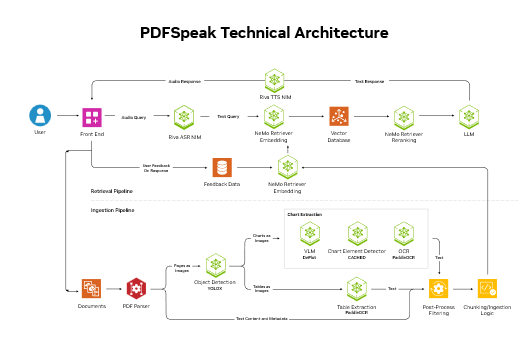 PDFSpeak Technical Architecture
Audio Response
Text Response
Riva TTS NIM
User
Front End
Audio Query
Riva ASR NIM
Text Query
NeMo Retriever
Embedding
Vector
Database
NeMo Retriever
Reranking
LLM
User Feedback
On Response
Feedback Data
NeMo Retriever
Embedding
Retrieval Pipeline
Ingestion Pipeline
Chart Extraction
Charts as
Images
VLM
DePlot
Chart Element Detector
CACHED
OCR
PaddleOCR
Text
Pages as
Images
Object Detection
YOLOX
Tables as
Images
Table Extraction
PaddleOCR
Text
Documents
PDF Parser
Post-Process
Filtering
Chunking/Ingestion
Logic
Text Content and Metadata